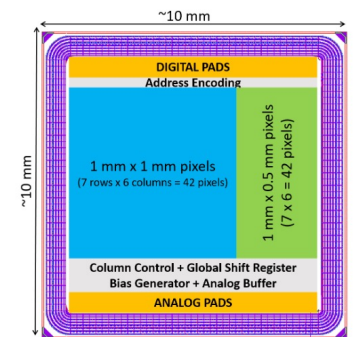 ~10 mm
~10 mm
DIGITAL PADS
Address Encoding
1 mm x 1 mm pixels
(7 rows x 6 columns = 42 pixels)
1 mm x 0.5 mm pixels
(7 x 6 = 42 pixels)
Column Control + Global Shift Register
Bias Generator + Analog Buffer
ANALOG PADS